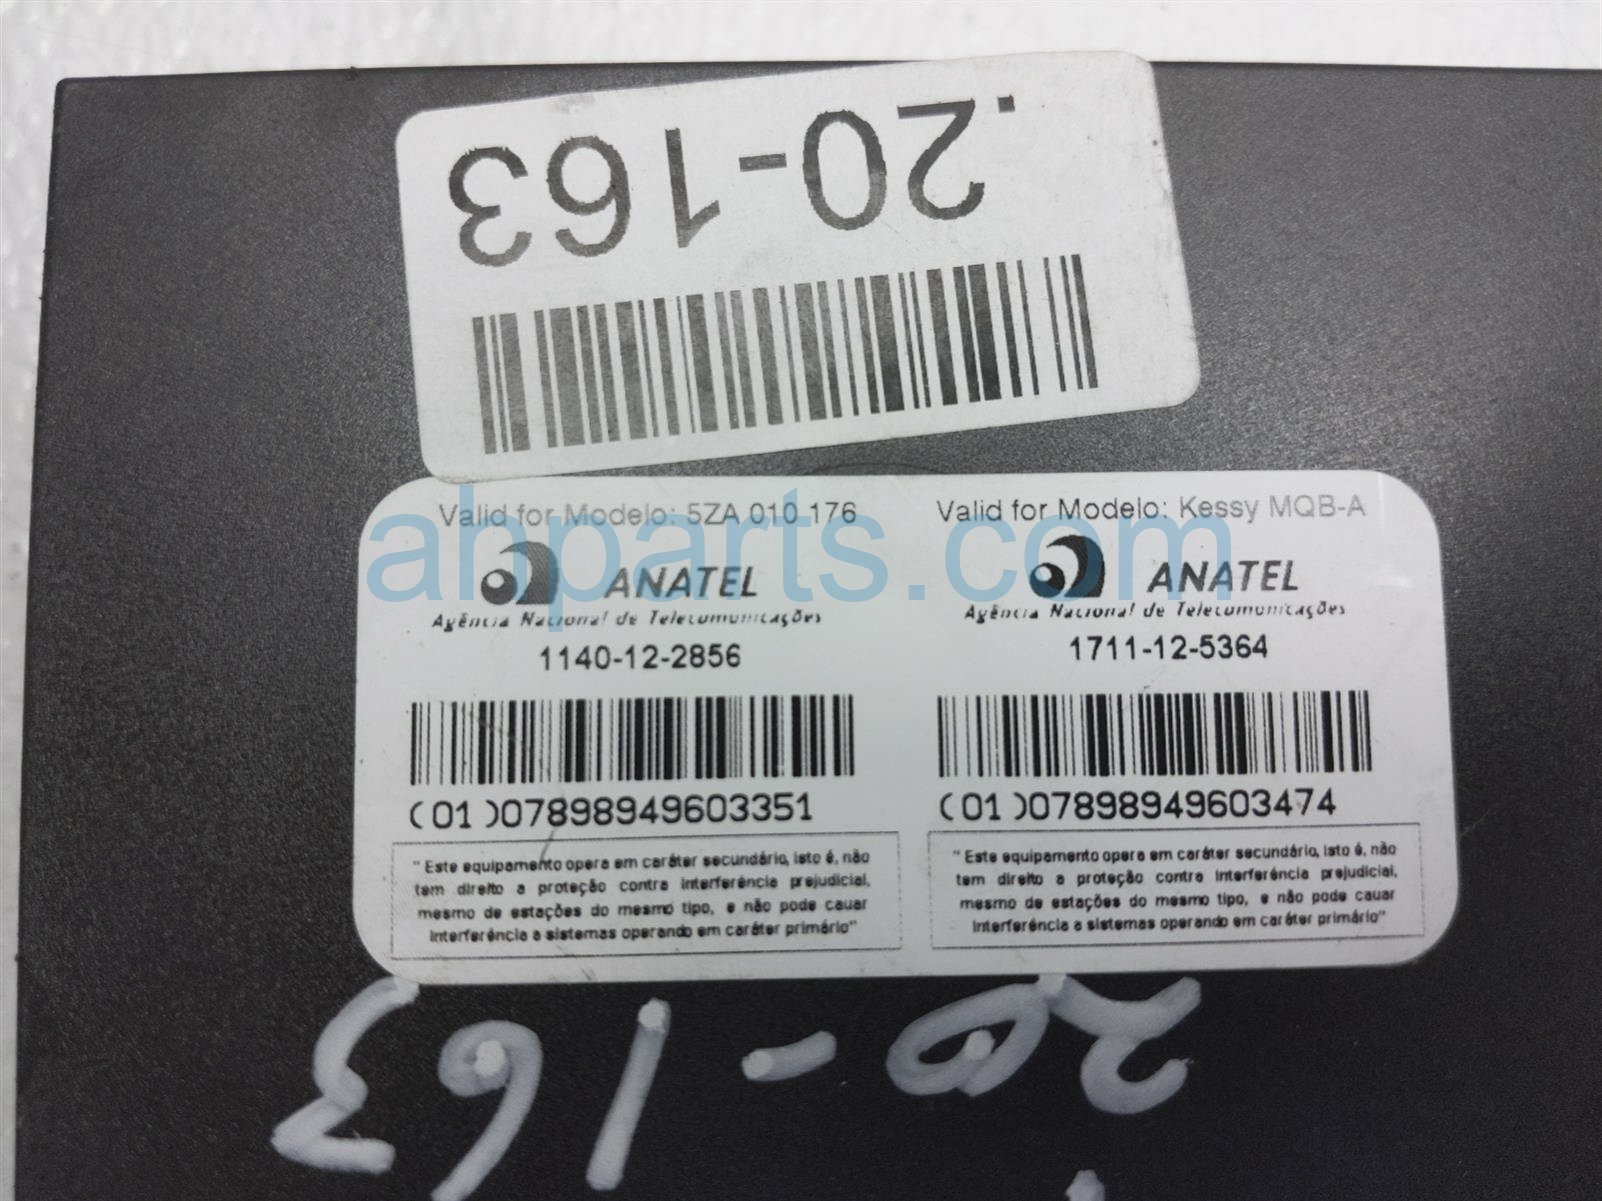 .20-163
Valid for Modelo: 5ZA 010 176
ANATEL
Agência Nacional de Telecomunicações
1140-12-2856
(01)07898949603351
"Este equipamento opera em caráter secundário, isto é, não
tem direito a proteção contra interferência prejudicial,
mesmo de estações do mesmo tipo, e não pode cauar
interferência a sistemas operando em caráter primário"
Valid for Modelo: Kessy MQB-A
ANATEL
Agência Nacional de Telecomunicações
1711-12-5364
(01)07898949603474
"Este equipamento opera em caráter secundário, isto é, não
tem direito a proteção contra interferência prejudicial,
mesmo de estações do mesmo tipo, e não pode cauar
interferência a sistemas operando em caráter primário"
20-163
ahparts.com